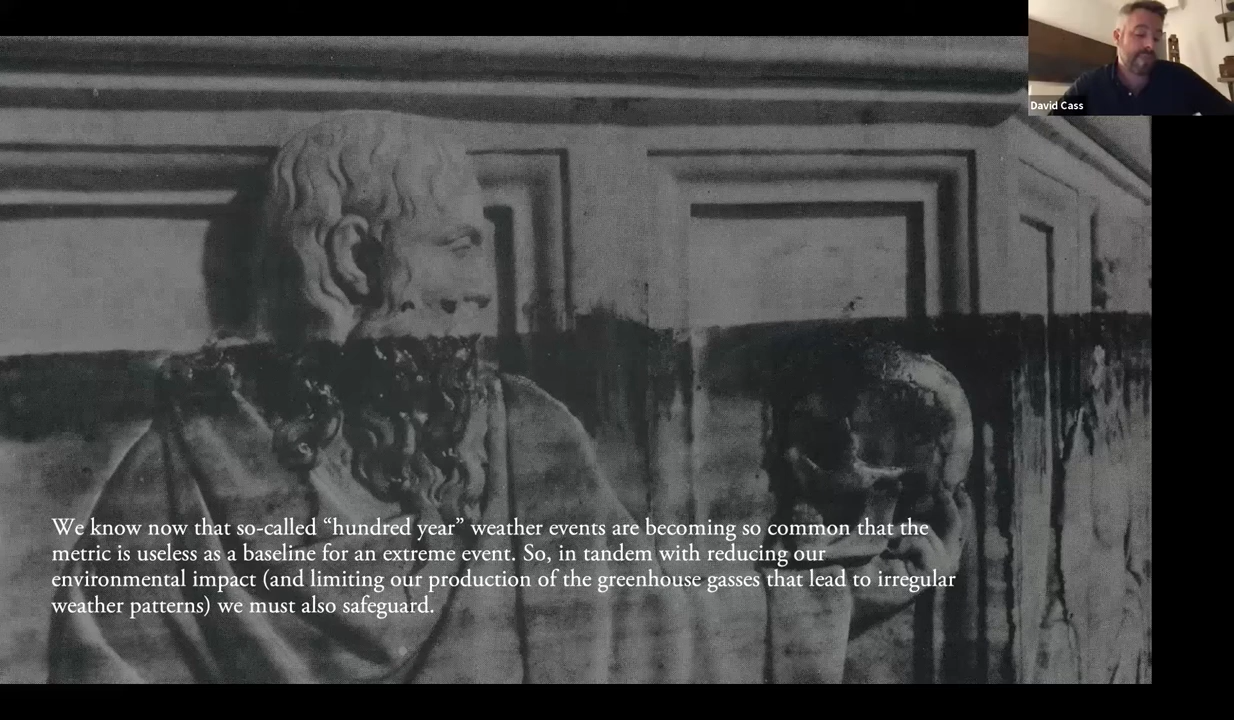 David Cass
We know now that so-called “hundred year” weather events are becoming so common that the
metric is useless as a baseline for an extreme event. So, in tandem with reducing our
environmental impact (and limiting our production of the greenhouse gasses that lead to irregular
weather patterns) we must also safeguard.